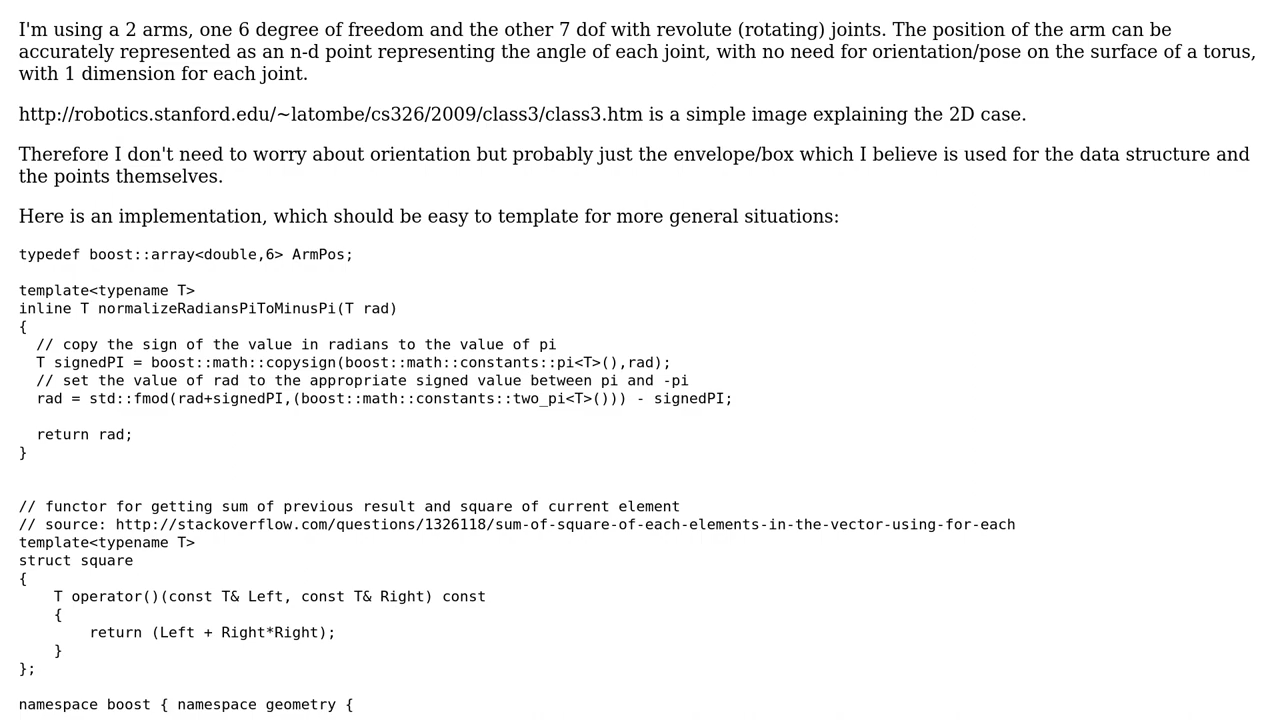 I'm using a 2 arms, one 6 degree of freedom and the other 7 dof with revolute (rotating) joints. The position of the arm can be
accurately represented as an n-d point representing the angle of each joint, with no need for orientation/pose on the surface of a torus,
with 1 dimension for each joint.
http://robotics.stanford.edu/~latombe/cs326/2009/class3/class3.htm is a simple image explaining the 2D case.
Therefore I don't need to worry about orientation but probably just the envelope/box which I believe is used for the data structure and
the points themselves.
Here is an implementation, which should be easy to template for more general situations:
typedef boost::array<double,6> ArmPos;
template<typename T>
inline T normalizeRadiansPiToMinusPi(T rad)
{
  // copy the sign of the value in radians to the value of pi
  T signedPI = boost::math::copysign(boost::math::constants::pi<T>(),rad);
  // set the value of rad to the appropriate signed value between pi and -pi
  rad = std::fmod(rad+signedPI,(boost::math::constants::two_pi<T>())) - signedPI;
  return rad;
}
// functor for getting sum of previous result and square of current element
// source: http://stackoverflow.com/questions/1326118/sum-of-square-of-each-elements-in-the-vector-using-for-each
template<typename T>
struct square
{
    T operator()(const T& Left, const T& Right) const
    {
        return (Left + Right*Right);
    }
};
namespace boost { namespace geometry {